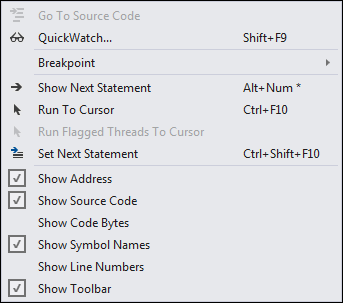 Go To Source Code
QuickWatch... Shift+F9
Breakpoint
Show Next Statement Alt+Num *
Run To Cursor Ctrl+F10
Run Flagged Threads To Cursor
Set Next Statement Ctrl+Shift+F10
Show Address
Show Source Code
Show Code Bytes
Show Symbol Names
Show Line Numbers
Show Toolbar